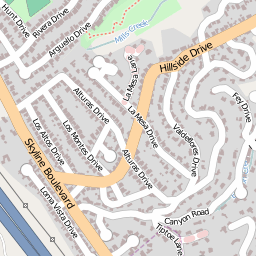 Hunt Drive
Rivera Drive
Arguello Drive
Mills Creek
Hillside Drive
La Mesa Lane
La Mesa Drive
Alturas Drive
Los Altos Drive
Los Montes Drive
Alturas Drive
Valdeflores Drive
Fey Drive
Skyline Boulevard
Loma Vista Drive
Canyon Road
Tiptoe Lane